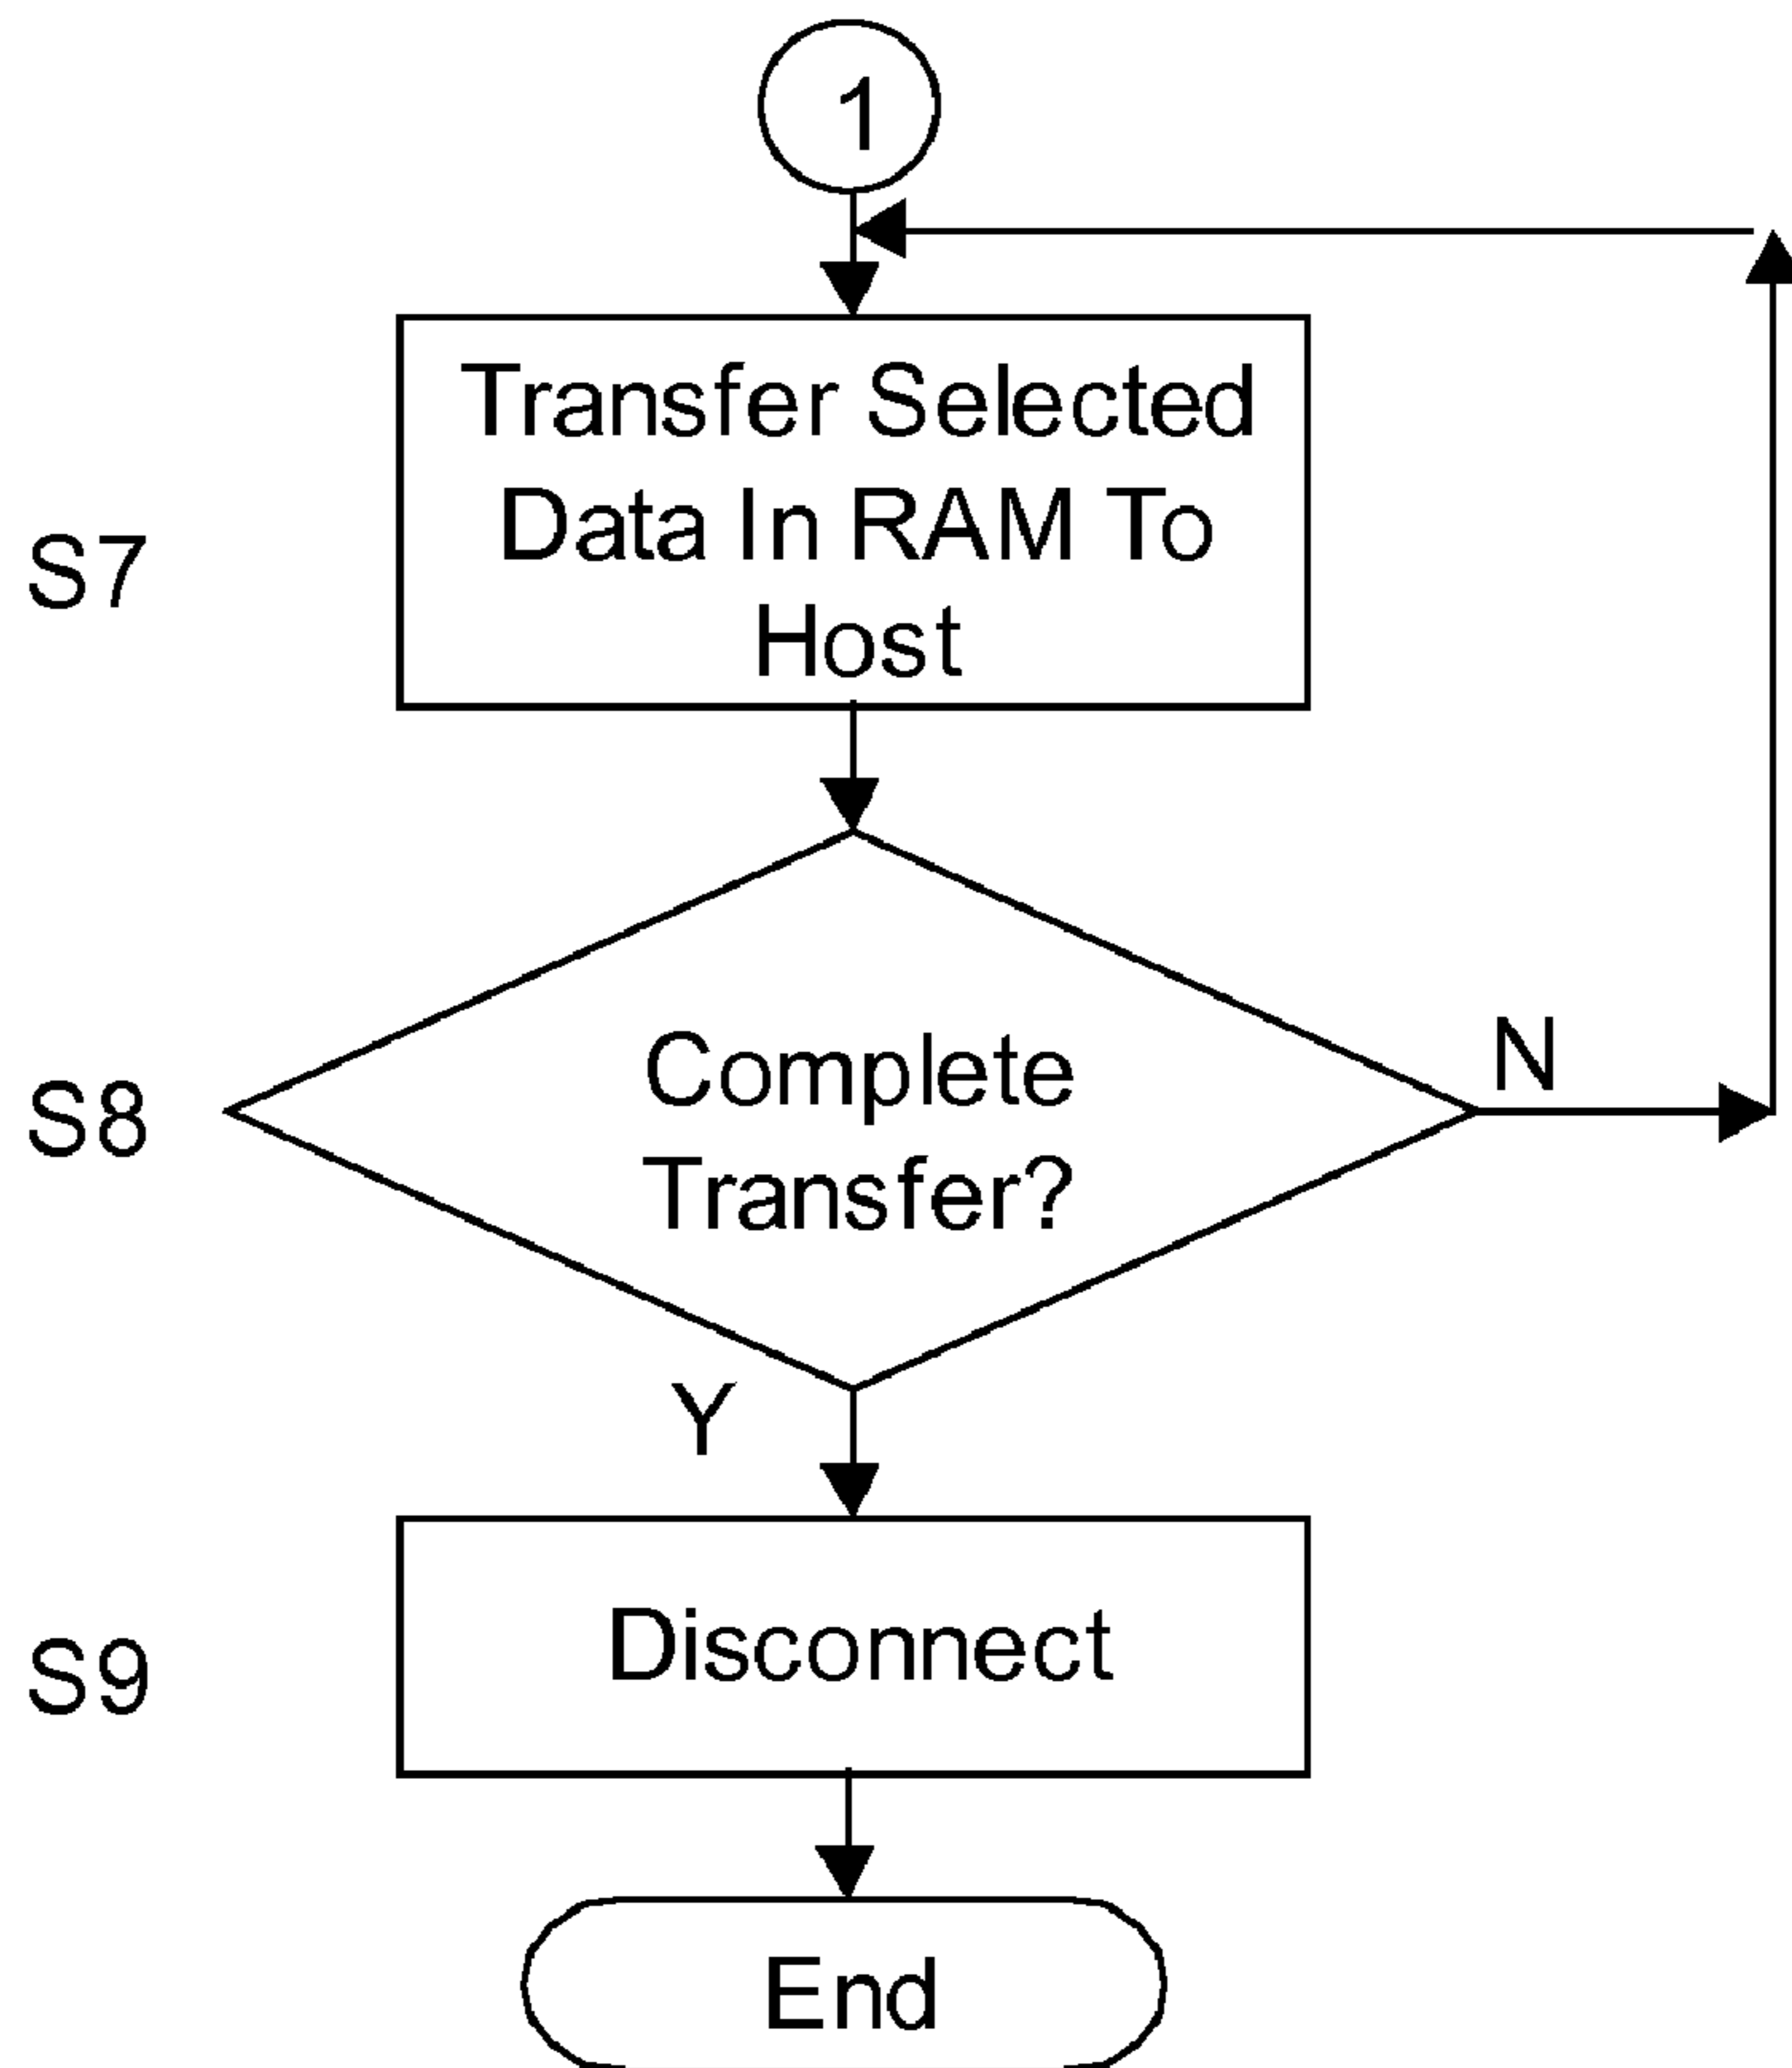 1
Transfer Selected
Data In RAM To
Host
S7
Complete
Transfer?
N
S8
Y
Disconnect
S9
End